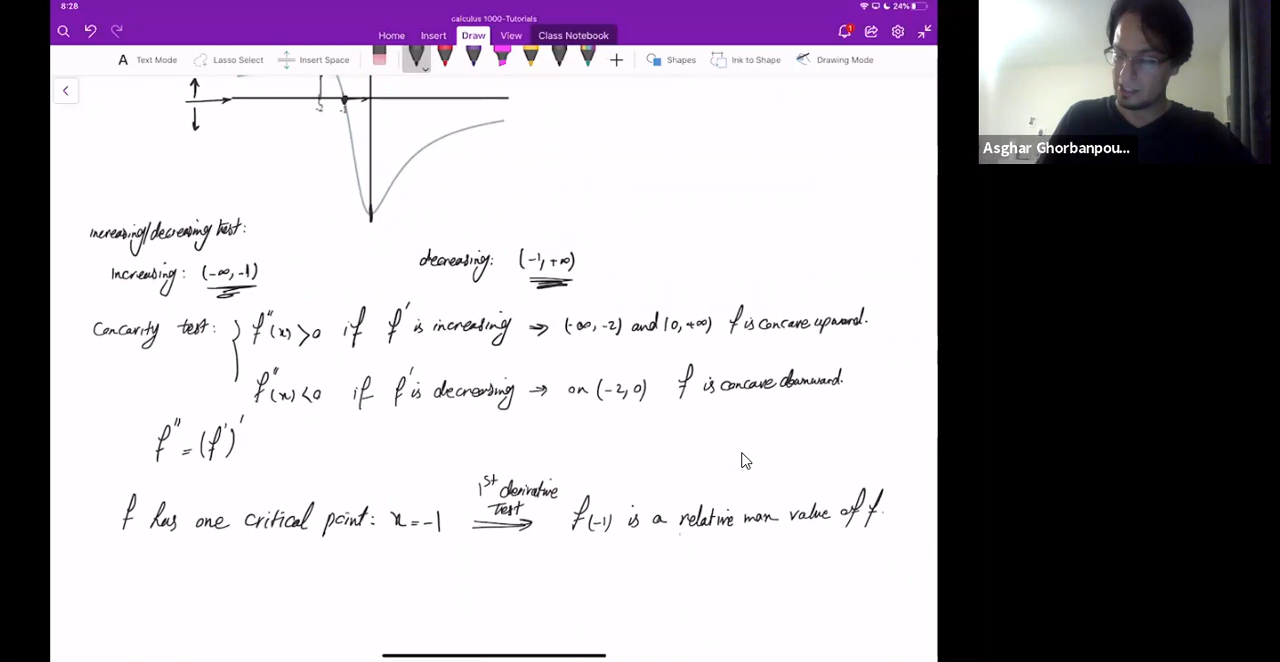 8:28
24%
calculus 1000-Tutorials
Home Insert Draw View Class Notebook
1
A Text Mode Lasso Select Insert Space Shapes Ink to Shape Drawing Mode
Asghar Ghorbanpou...
increasing/decreasing test:
Increasing: (-∞, -1) decreasing: (-1, +∞)
Concavity test: f''(x) > 0 if f' is increasing → (-∞, -2) and (0, +∞) f is concave upward.
f''(x) < 0 if f' is decreasing → on (-2, 0) f is concave downward.
f'' = (f')'
f has one critical point: x = -1 1st derivative Test ⟹ f(-1) is a relative max value of f.